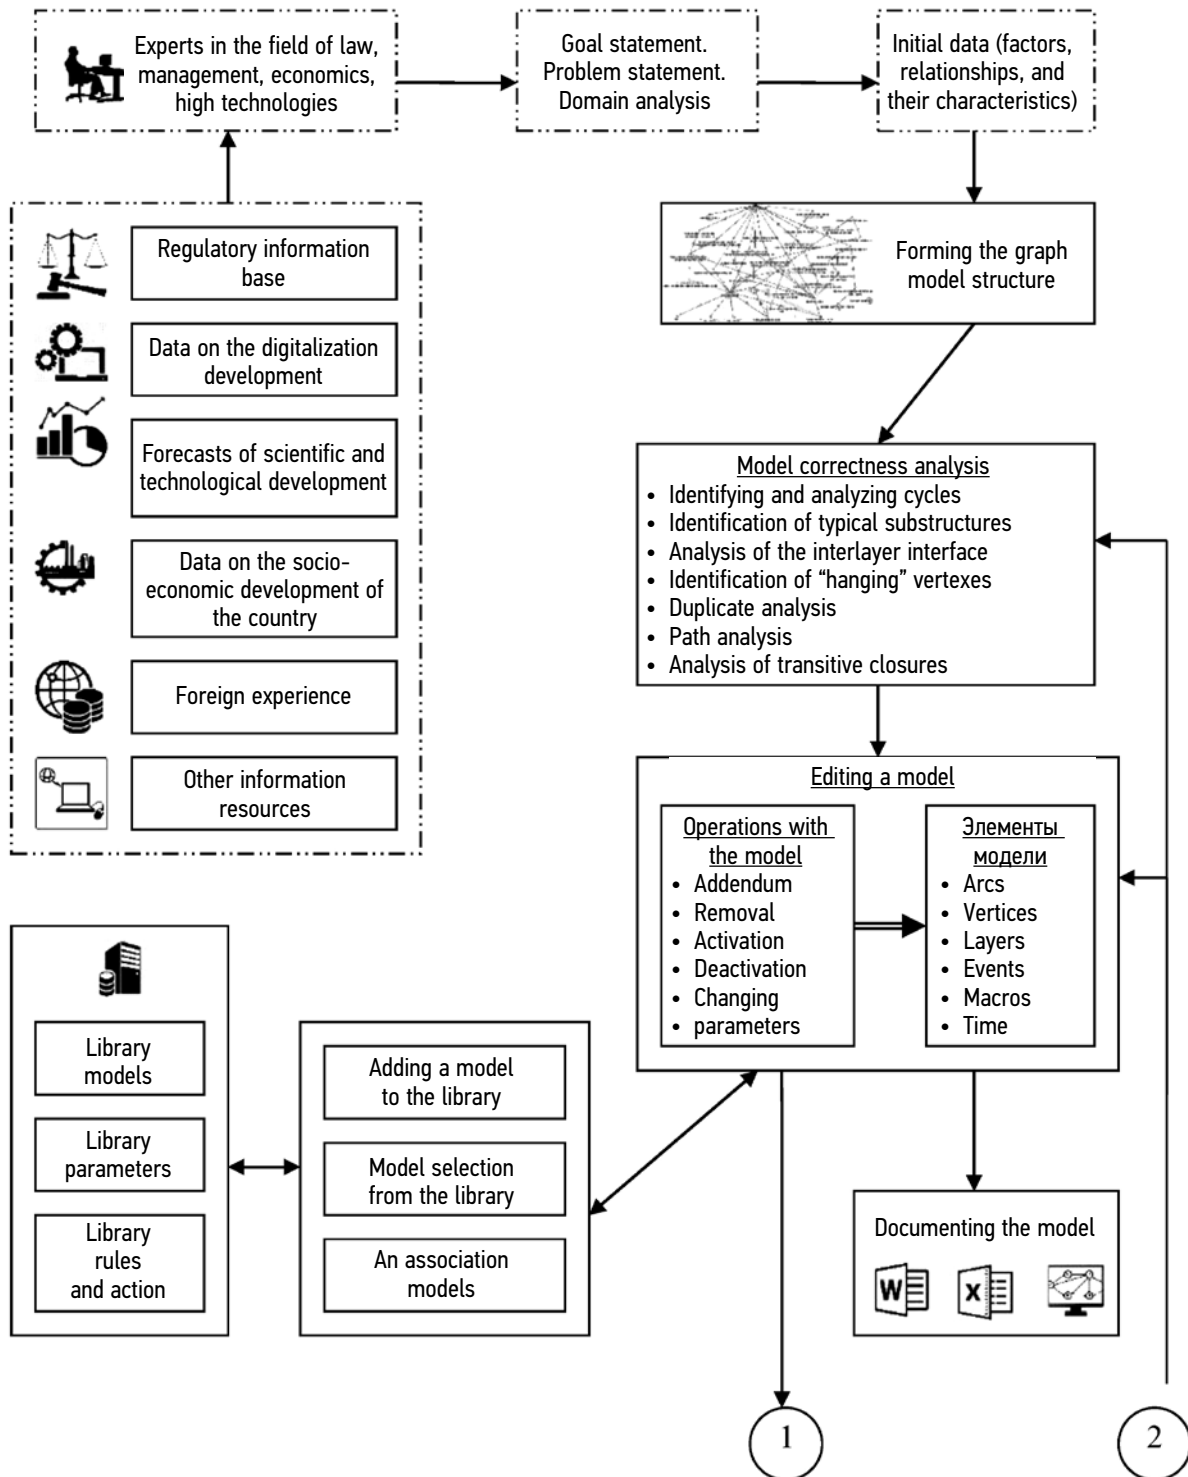 Experts in the field of law,
management, economics,
high technologies
Goal statement.
Problem statement.
Domain analysis
Initial data (factors,
relationships, and
their characteristics)
Regulatory information
base
Data on the digitalization
development
Forecasts of scientific and
technological development
Data on the socio-
economic development of
the country
Foreign experience
Other information
resources
Forming the graph
model structure
Model correctness analysis
• Identifying and analyzing cycles
• Identification of typical substructures
• Analysis of the interlayer interface
• Identification of “hanging” vertexes
• Duplicate analysis
• Path analysis
• Analysis of transitive closures
Editing a model
Operations with
the model
• Addendum
• Removal
• Activation
• Deactivation
• Changing
• parameters
Элементы
модели
• Arcs
• Vertices
• Layers
• Events
• Macros
• Time
Library
models
Library
parameters
Library
rules
and action
Adding a model
to the library
Model selection
from the library
An association
models
Documenting the model
W
X
1
2